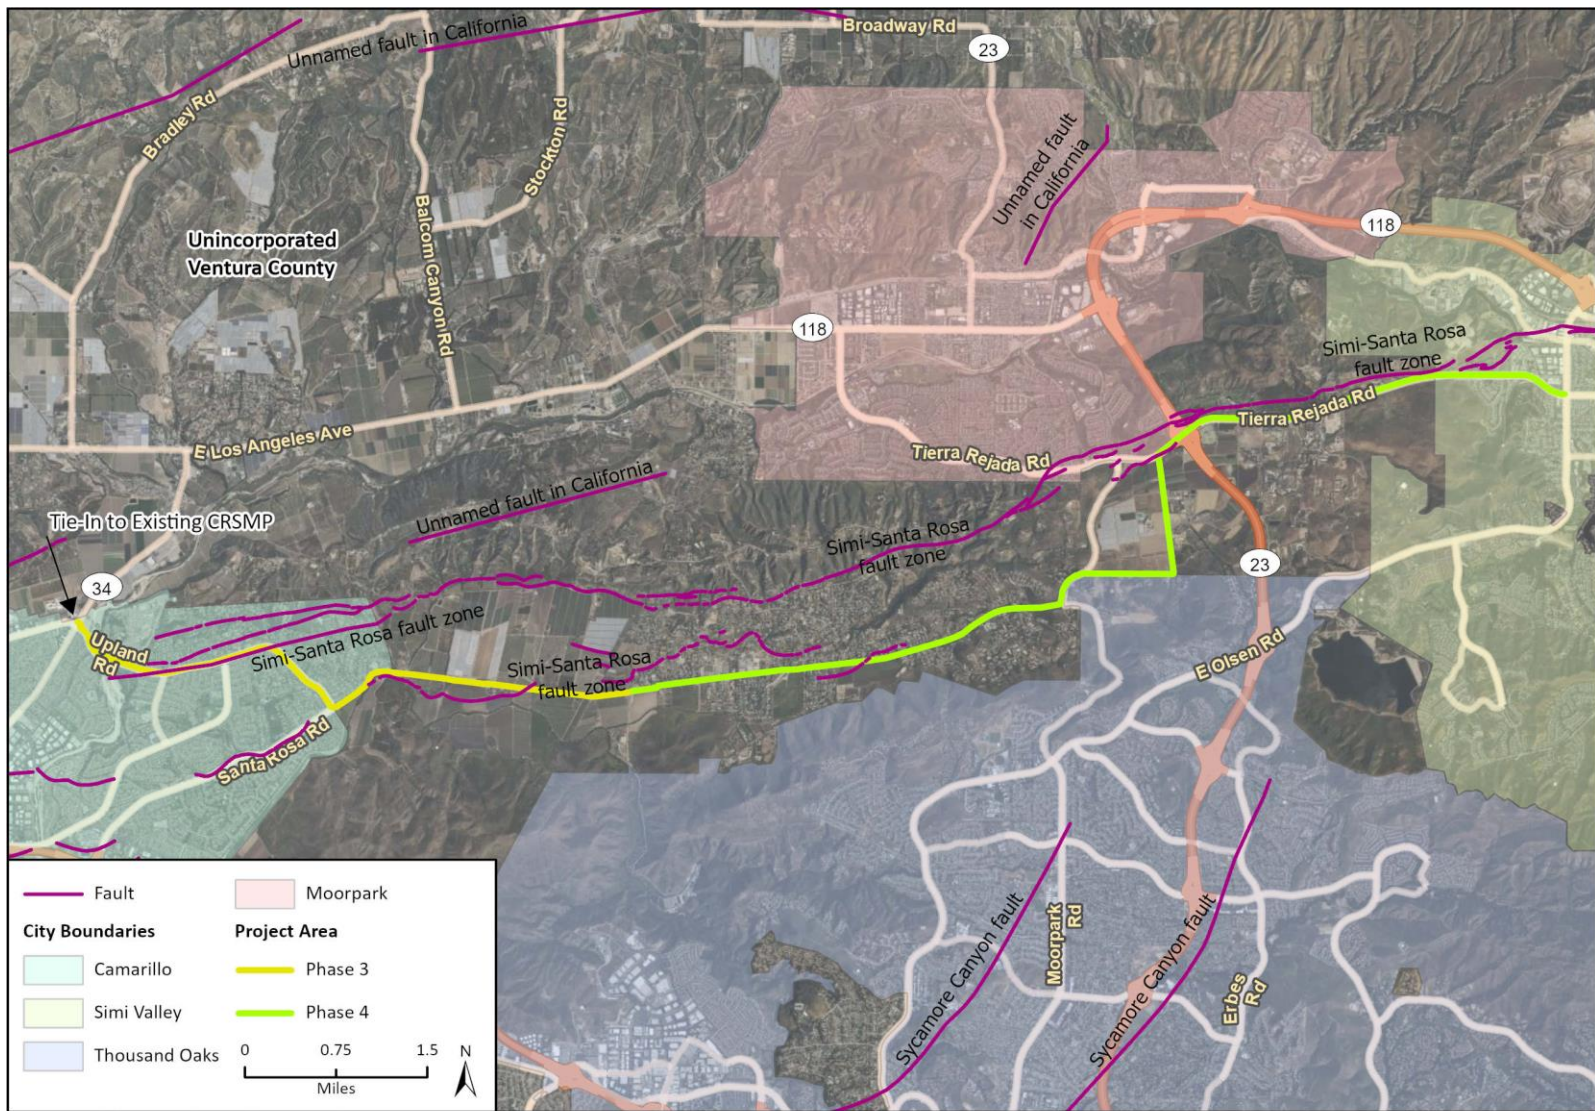 Broadway Rd
Unnamed fault in California
23
Bradley Rd
Stockton Rd
Unnamed fault
in California
Balcom Canyon Rd
118
Unincorporated
Ventura County
118
Simi-Santa Rosa
fault zone
Tierra Rejada Rd
E Los Angeles Ave
Tierra Rejada Rd
Unnamed fault in California
Tie-In to Existing CRSMP
Simi-Santa Rosa
fault zone
23
34
Upland
Rd
Simi-Santa Rosa fault zone
Simi-Santa Rosa
fault zone
E Olsen Rd
Santa Rosa Rd
Sycamore Canyon fault
Moorpark
Rd
Sycamore Canyon fault
Erbes
Rd
Fault
City Boundaries
Camarillo
Simi Valley
Thousand Oaks
Moorpark
Project Area
Phase 3
Phase 4
0 0.75 1.5
Miles
N